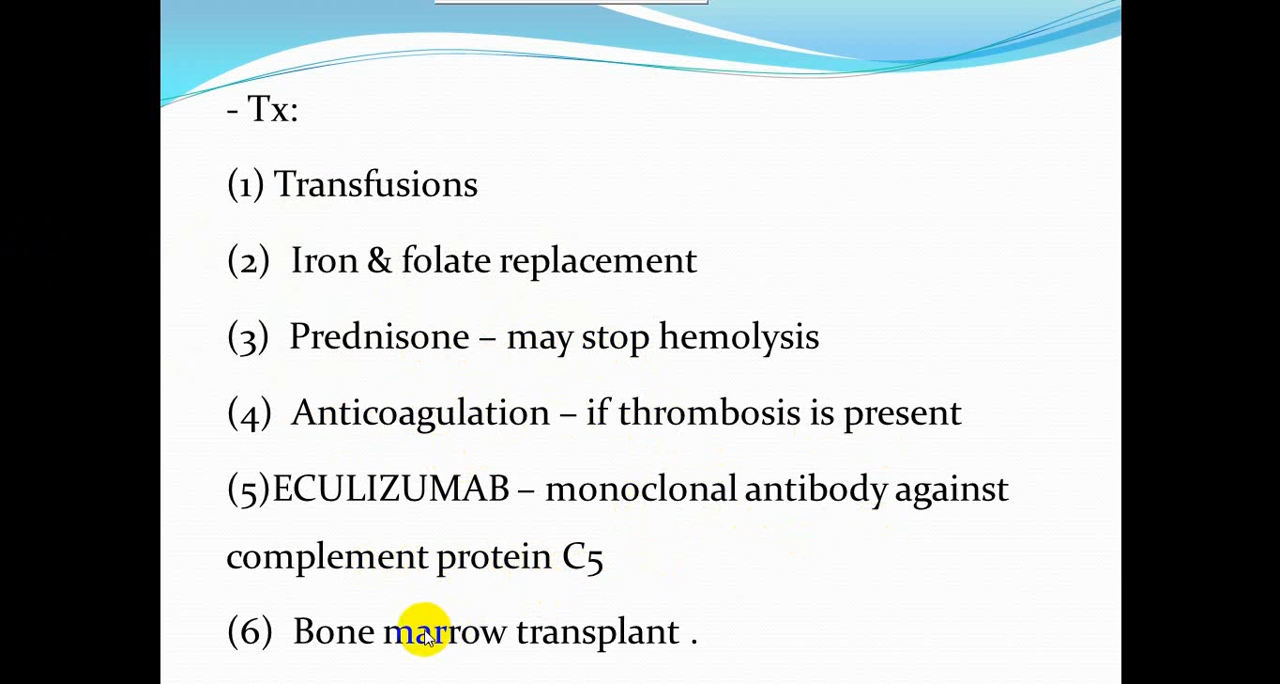 - Tx:
(1) Transfusions
(2) Iron & folate replacement
(3) Prednisone – may stop hemolysis
(4) Anticoagulation – if thrombosis is present
(5)ECULIZUMAB – monoclonal antibody against
complement protein C5
(6) Bone marrow transplant .